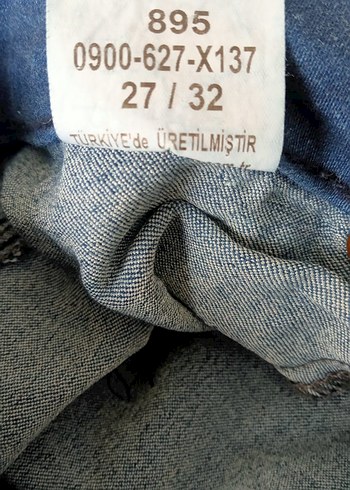 895
0900-627-X137
27 / 32
TÜRKİYE'de ÜRETİLMİŞTİR